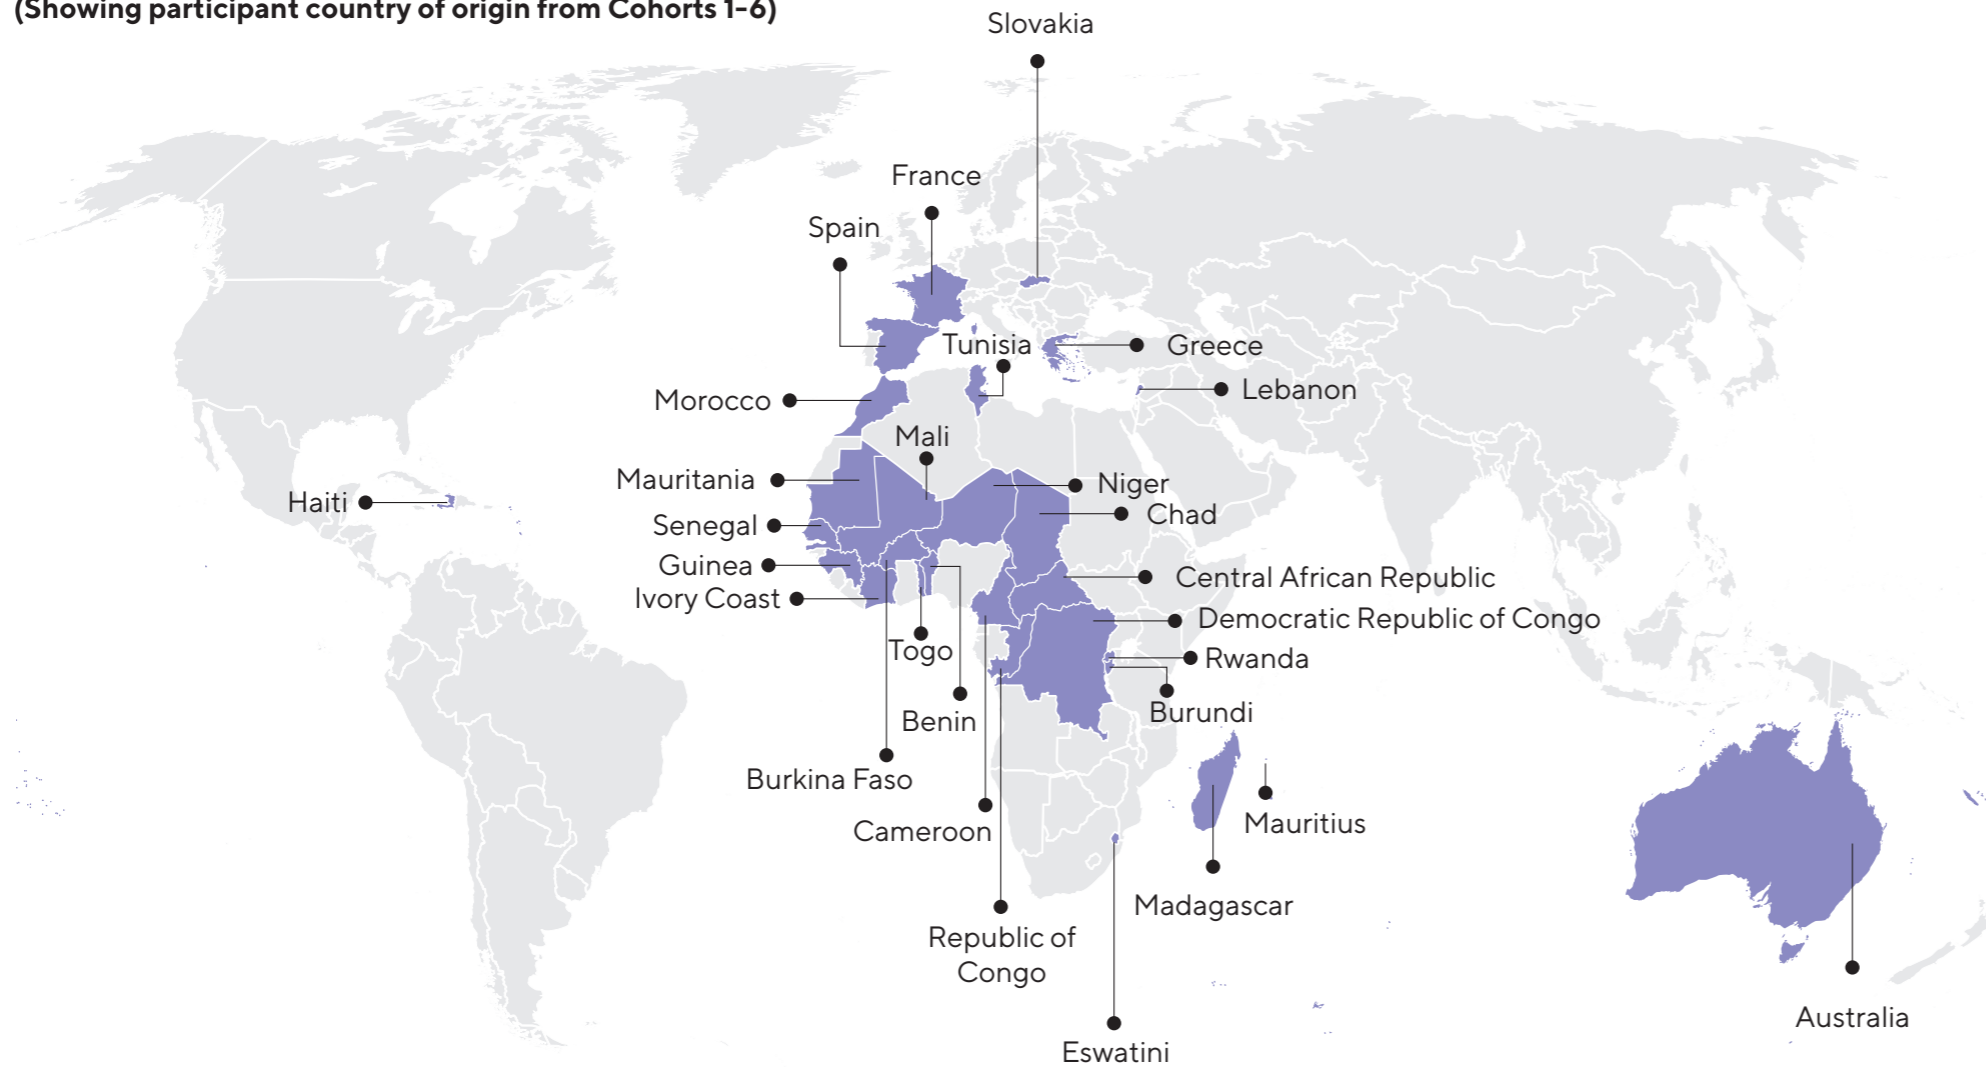 (Showing participant country of origin from Cohorts 1-6)
Slovakia
France
Spain
Tunisia
Greece
Lebanon
Morocco
Mali
Mauritania
Niger
Haiti
Chad
Senegal
Guinea
Central African Republic
Ivory Coast
Democratic Republic of Congo
Togo
Rwanda
Benin
Burundi
Burkina Faso
Cameroon
Mauritius
Madagascar
Republic of
Congo
Australia
Eswatini